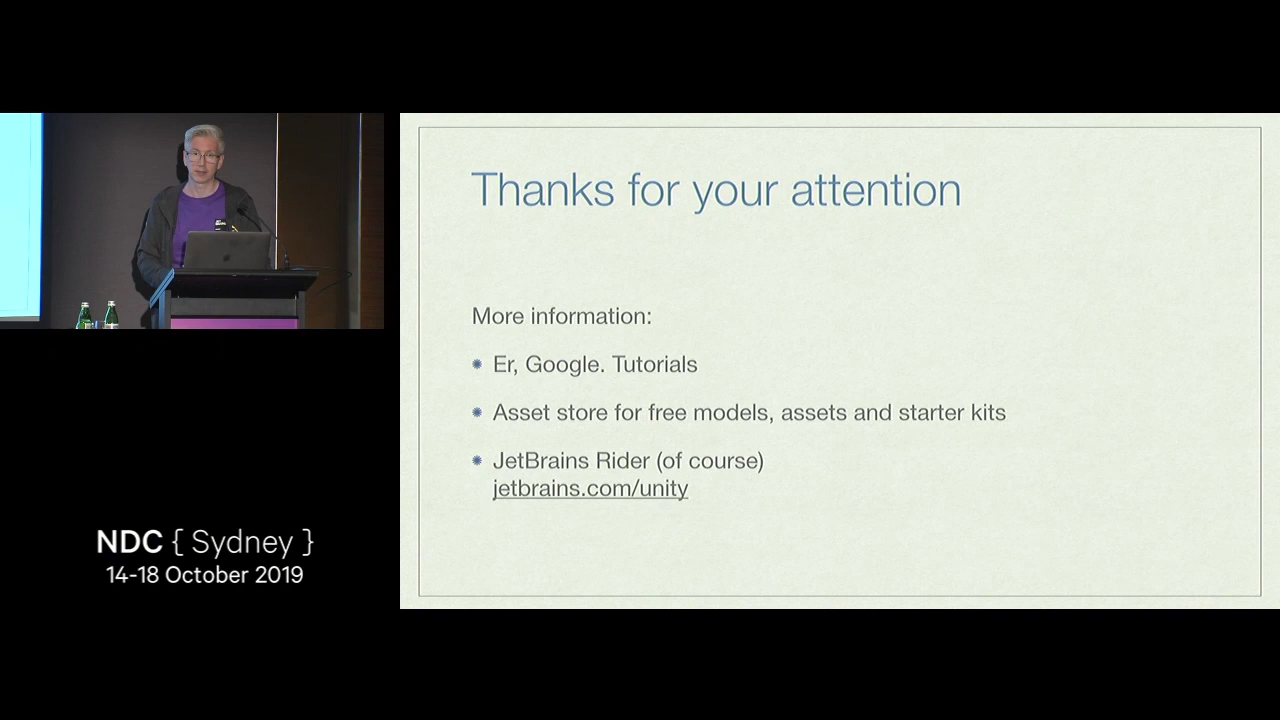 Thanks for your attention
More information:
Er, Google. Tutorials
Asset store for free models, assets and starter kits
JetBrains Rider (of course)
jetbrains.com/unity
NDC { Sydney }
14-18 October 2019